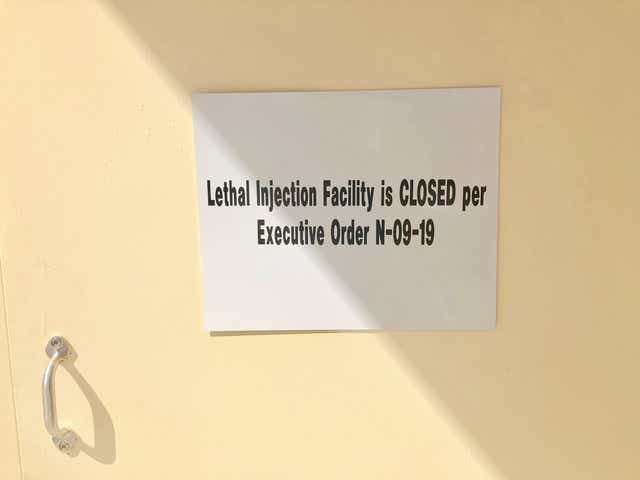 Lethal Injection Facility is CLOSED per
Executive Order N-09-19